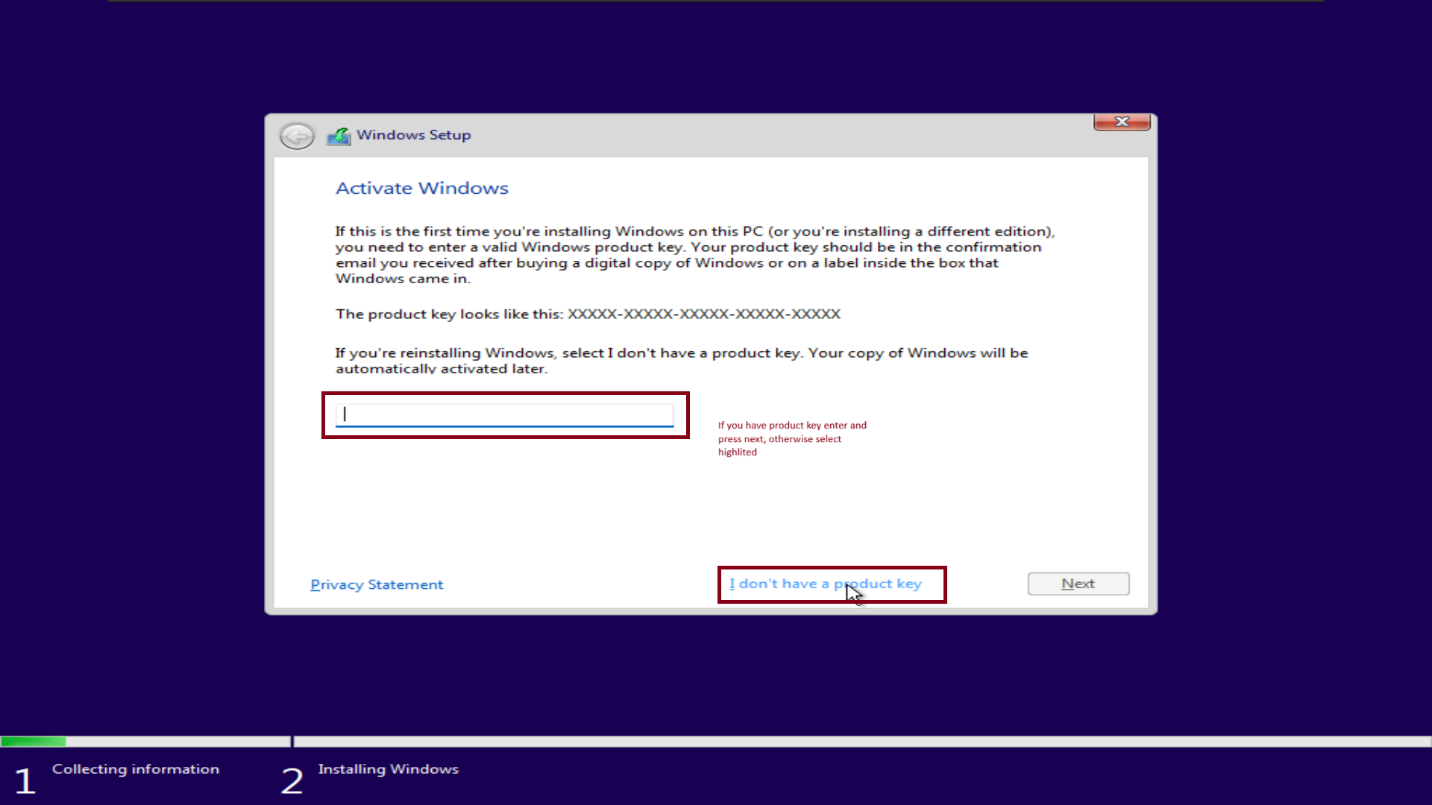 Windows Setup
Activate Windows
If this is the first time you're installing Windows on this PC (or you're installing a different edition),
you need to enter a valid Windows product key. Your product key should be in the confirmation
email you received after buying a digital copy of Windows or on a label inside the box that
Windows came in.
The product key looks like this: XXXXX-XXXXX-XXXXX-XXXXX-XXXXX
If you're reinstalling Windows, select I don't have a product key. Your copy of Windows will be
automatically activated later.
If you have product key enter and
press next, otherwise select
highlited
Privacy Statement
I don't have a product key
Next
1 Collecting information
2 Installing Windows